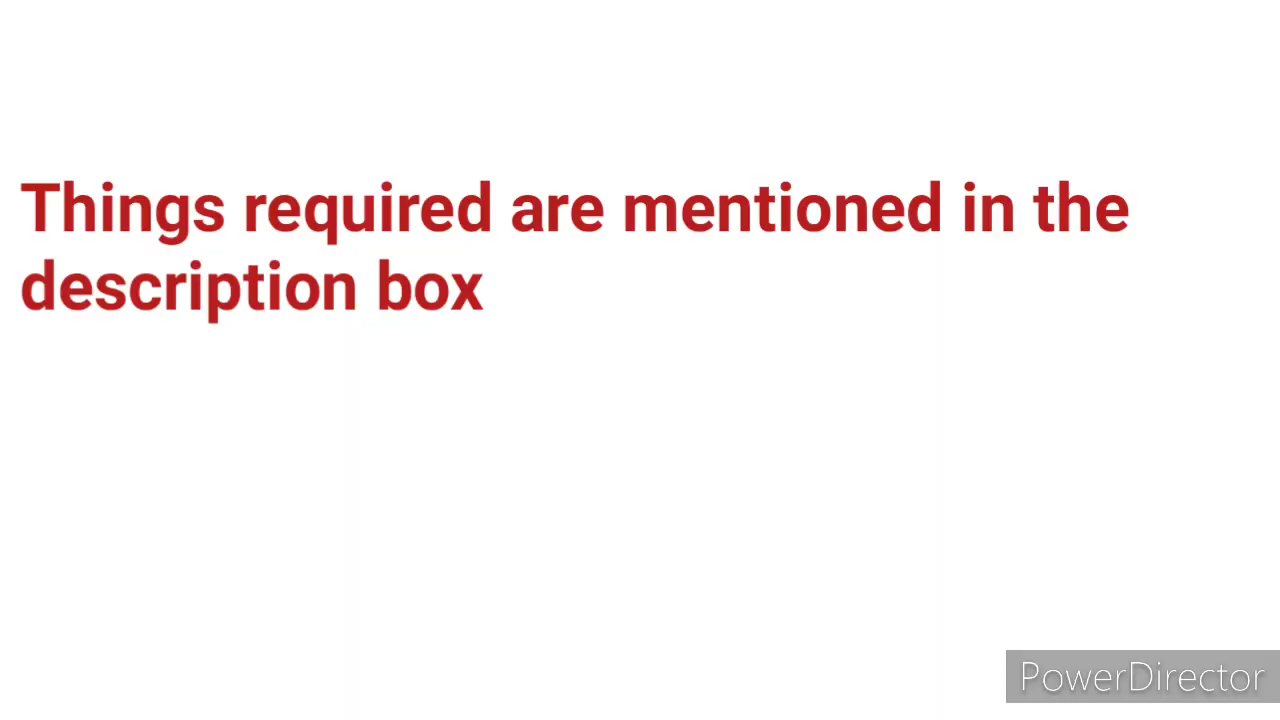 Things required are mentioned in the
description box
PowerDirector